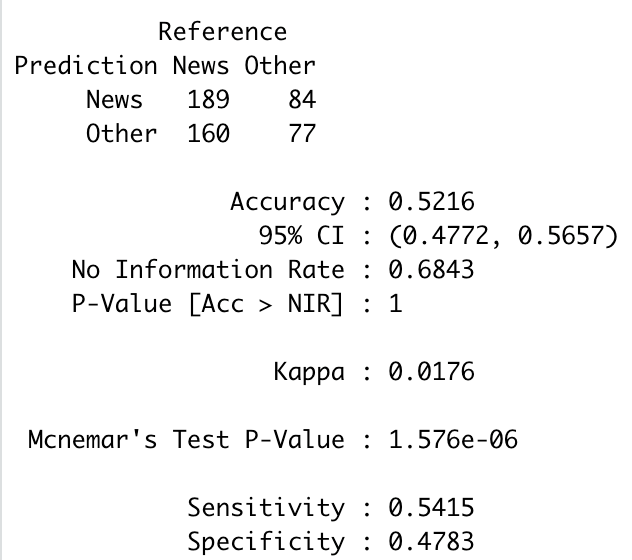 Reference
Prediction News Other
News 189 84
Other 160 77
Accuracy : 0.5216
95% CI : (0.4772, 0.5657)
No Information Rate : 0.6843
P-Value [Acc > NIR] : 1
Kappa : 0.0176
Mcnemar's Test P-Value : 1.576e-06
Sensitivity : 0.5415
Specificity : 0.4783